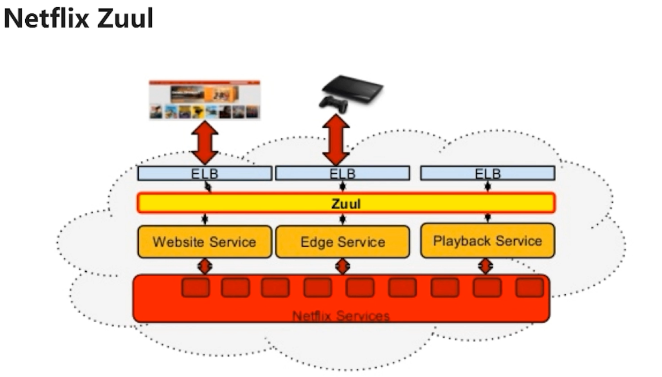 Netflix Zuul
ELB
ELB
ELB
Zuul
Website Service
Edge Service
Playback Service
Netflix Services